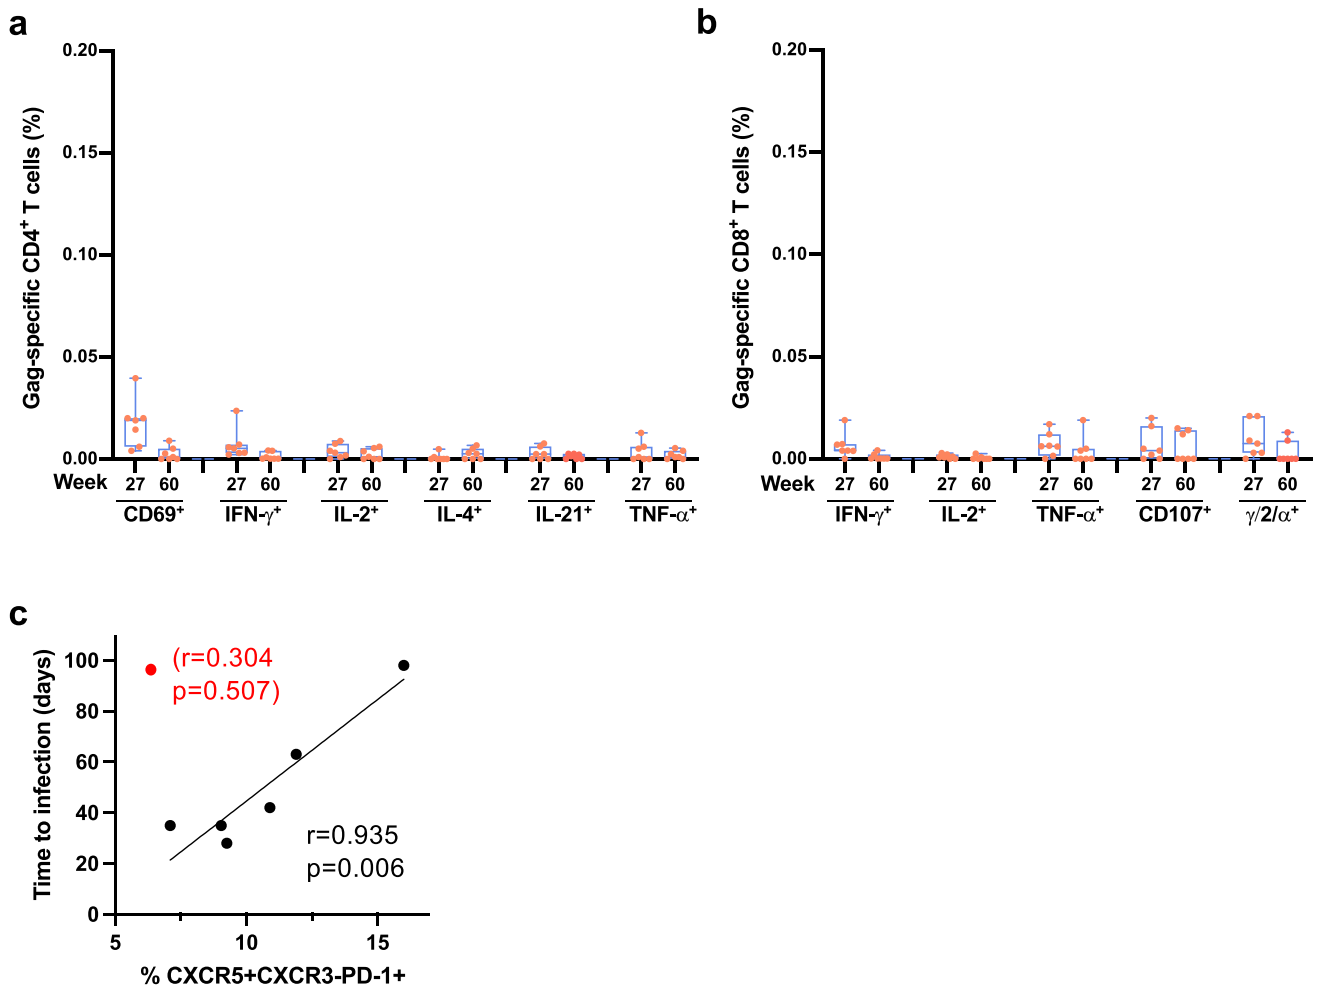 a
Gag-specific CD4+ T cells (%)
0.20
0.15
0.10
0.05
0.00
Week 27 60 27 60 27 60 27 60 27 60 27 60
CD69+ IFN-γ+ IL-2+ IL-4+ IL-21+ TNF-α+
b
Gag-specific CD8+ T cells (%)
0.20
0.15
0.10
0.05
0.00
Week 27 60 27 60 27 60 27 60 27 60
IFN-γ+ IL-2+ TNF-α+ CD107+ γ/2/α+
c
Time to infection (days)
100
80
60
40
20
0
(r=0.304
p=0.507)
r=0.935
p=0.006
5 10 15
% CXCR5+CXCR3-PD-1+